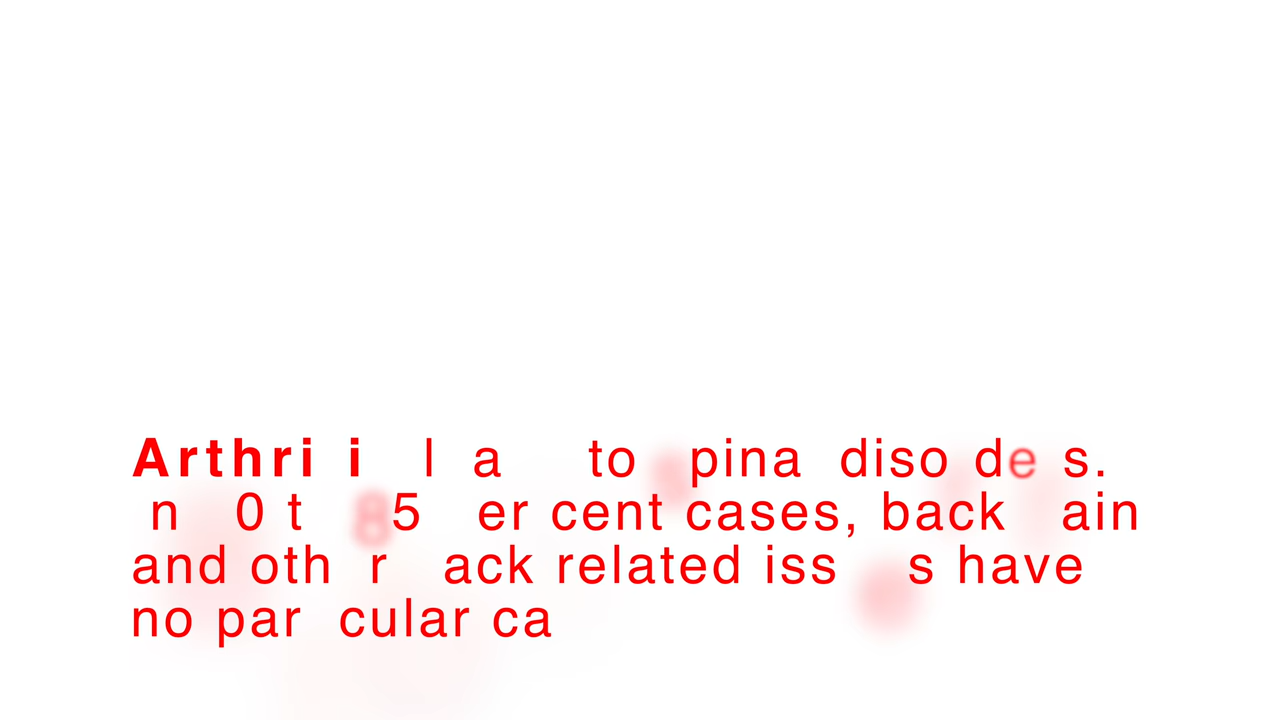 Arthri i l a to spina diso de s.
n 0 t 85 er cent cases, back ain
and oth r ack related iss s have
no par cular ca